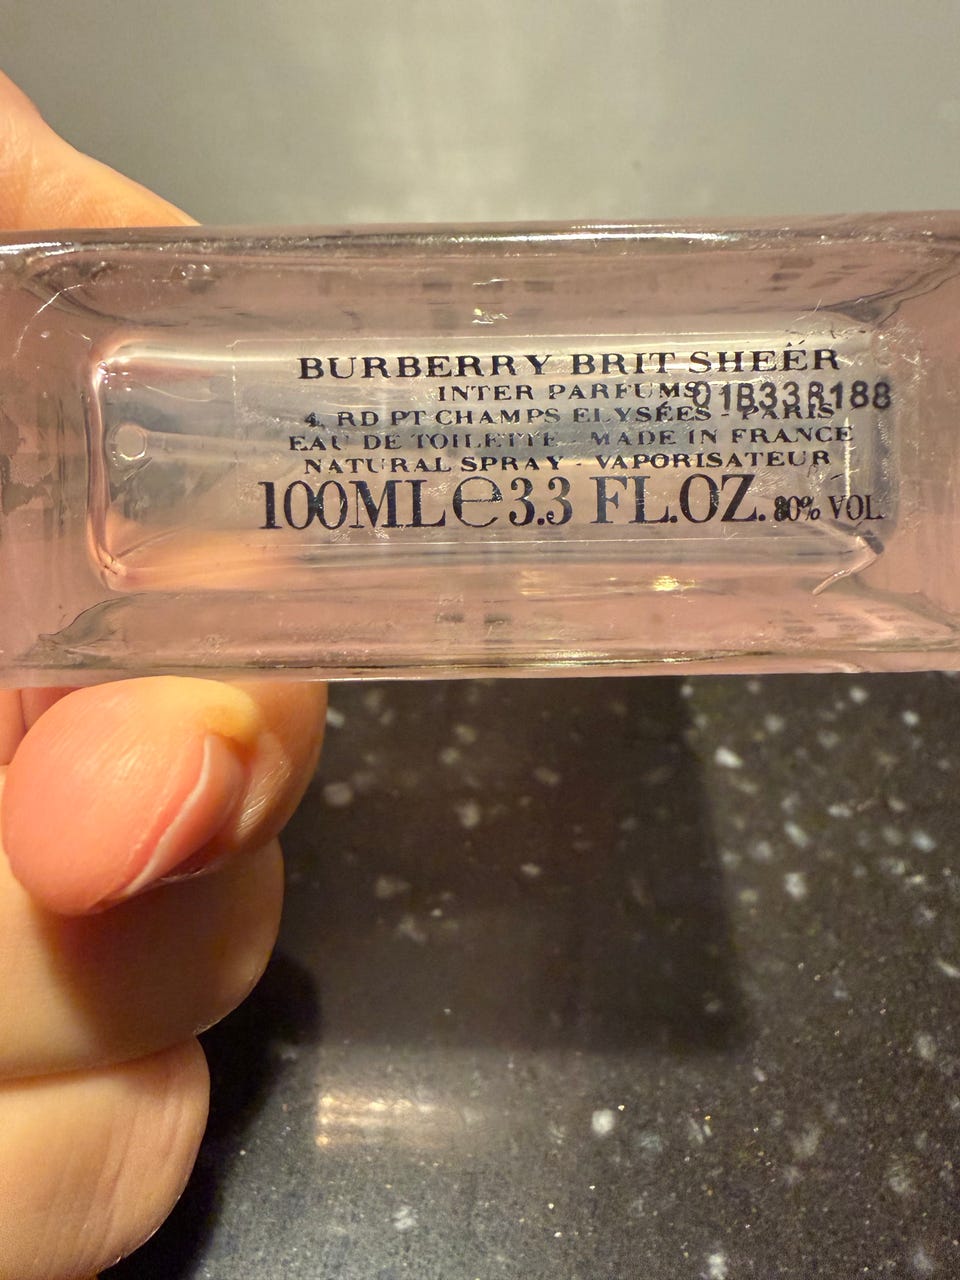 BURBERRY BRIT SHEER
INTER PARFUMS
01B33R188
4, RD PT CHAMPS ELYSÉES - PARIS
EAU DE TOILETTE - MADE IN FRANCE
NATURAL SPRAY - VAPORISATEUR
100ML ℮ 3.3 FL.OZ. 80% VOL.